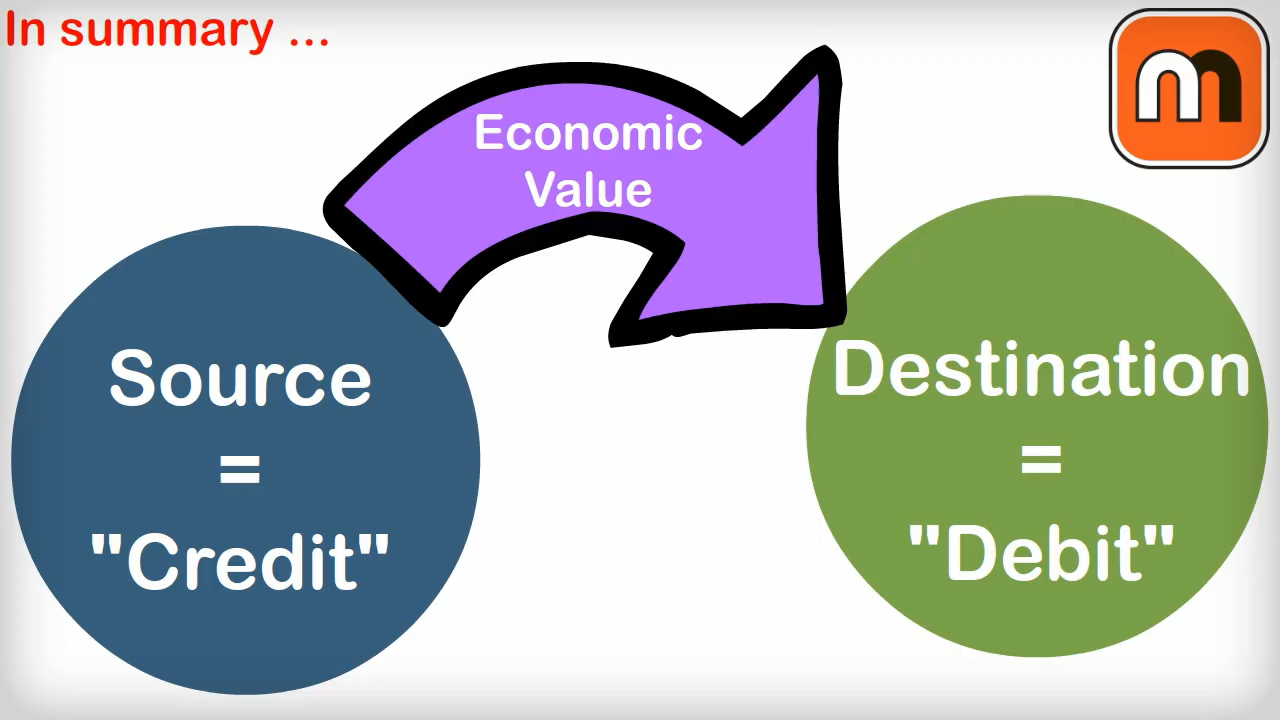 In summary ...
m
Economic
Value
Source
=
"Credit"
Destination
=
"Debit"